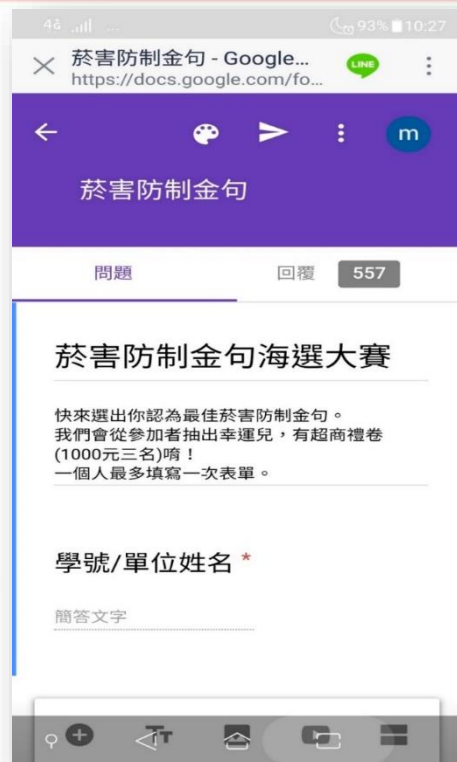 93% 10:27
菸害防制金句 - Google...
https://docs.google.com/fo...
LINE
m
菸害防制金句
問題
回覆 557
菸害防制金句海選大賽
快來選出你認為最佳菸害防制金句。
我們會從參加者抽出幸運兒，有超商禮卷
(1000元三名)唷！
一個人最多填寫一次表單。
學號/單位姓名 *
簡答文字
Tт